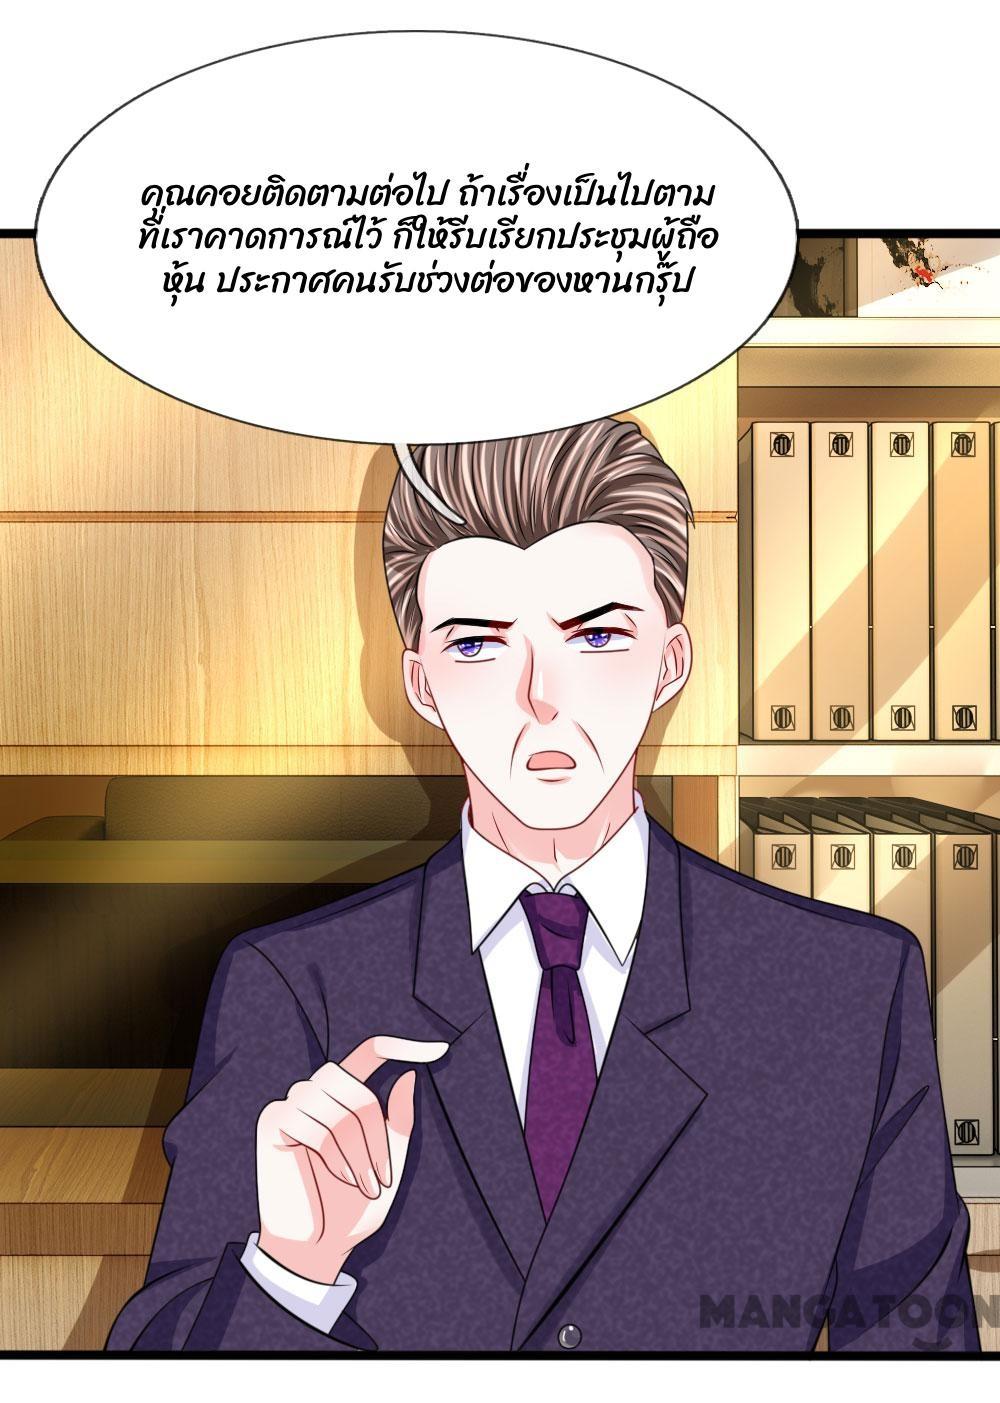 คุณคอยติดตามต่อไป ถ้าเรื่องเป็นไปตาม
ที่เราคาดการณ์ไว้ ก็ให้รีบเรียกประชุมผู้ถือ
หุ้น ประกาศคนรับช่วงต่อของหานกรุ๊ป
MANGATOON